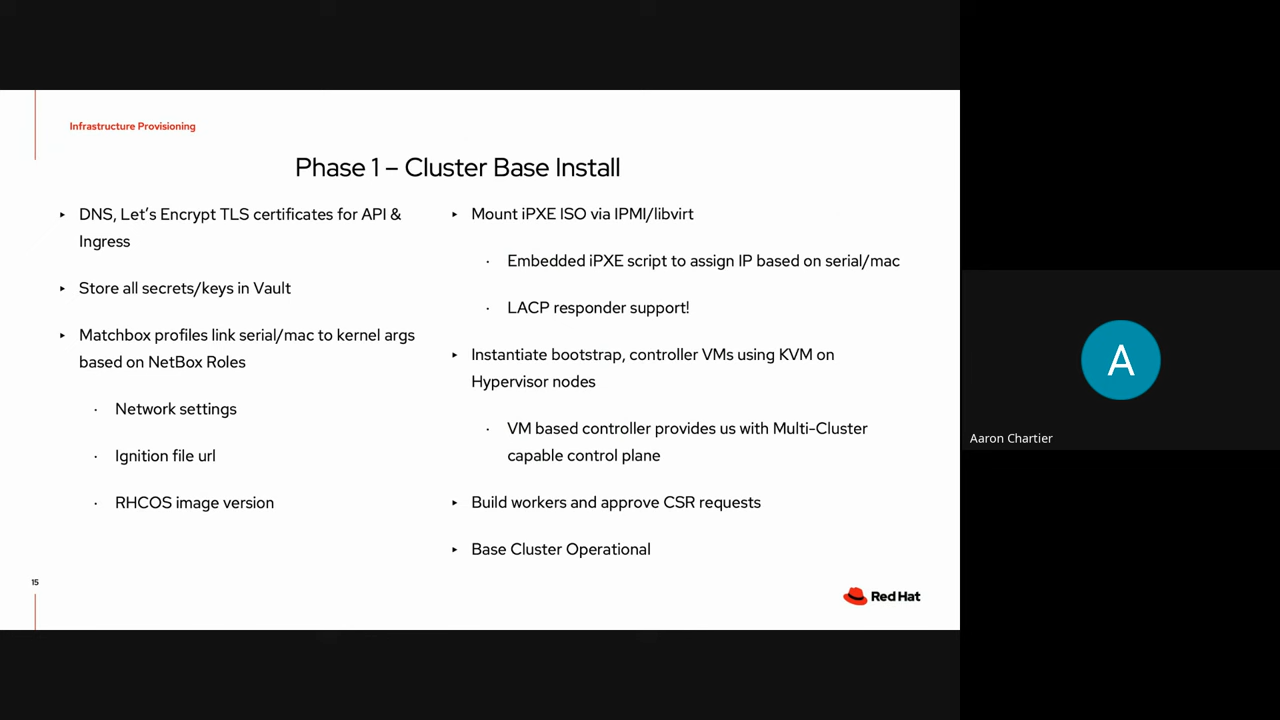 Infrastructure Provisioning
Phase 1 – Cluster Base Install
‣ DNS, Let’s Encrypt TLS certificates for API &
Ingress
‣ Store all secrets/keys in Vault
‣ Matchbox profiles link serial/mac to kernel args
based on NetBox Roles
· Network settings
· Ignition file url
· RHCOS image version
‣ Mount iPXE ISO via IPMI/libvirt
· Embedded iPXE script to assign IP based on serial/mac
· LACP responder support!
‣ Instantiate bootstrap, controller VMs using KVM on
Hypervisor nodes
· VM based controller provides us with Multi-Cluster
capable control plane
‣ Build workers and approve CSR requests
‣ Base Cluster Operational
15
Red Hat
A
Aaron Chartier